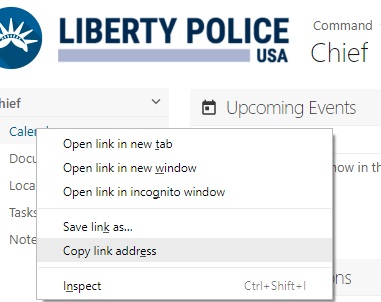 LIBERTY POLICE
USA
Command
Chief
hief
Upcoming Events
Calend
Open link in new tab
Docu
Open link in new window
now in th
Loca
Open link in incognito window
Tasks
Save link as...
Note
Copy link address
ons
Inspect Ctrl+Shift+I